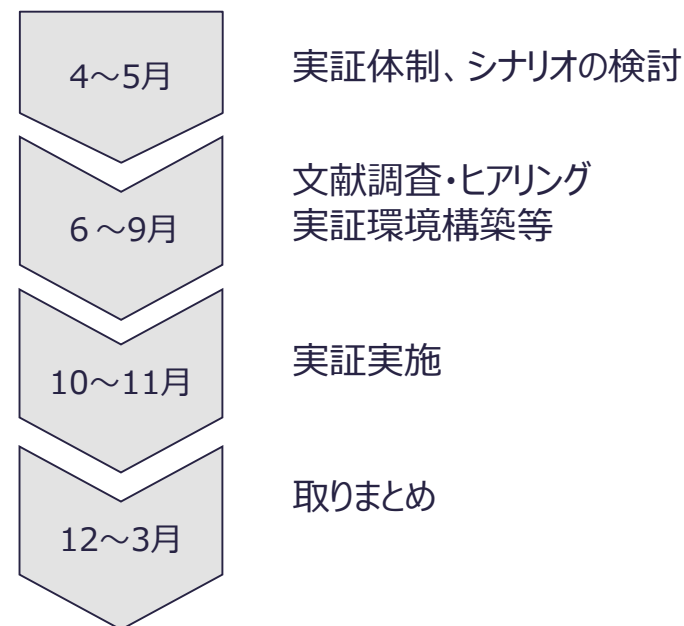 4～5月
実証体制、シナリオの検討
6～9月
文献調査・ヒアリング
実証環境構築等
10～11月
実証実施
12～3月
取りまとめ